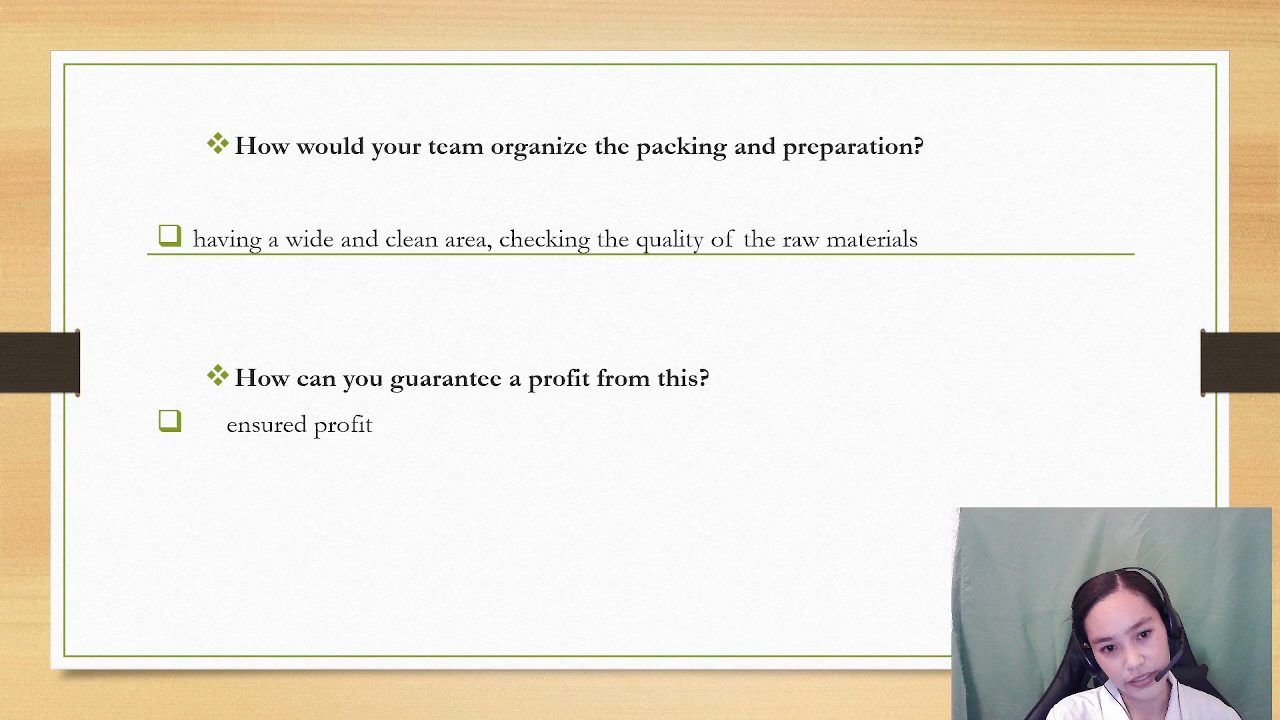 How would your team organize the packing and preparation?
having a wide and clean area, checking the quality of the raw materials
How can you guarantee a profit from this?
ensured profit